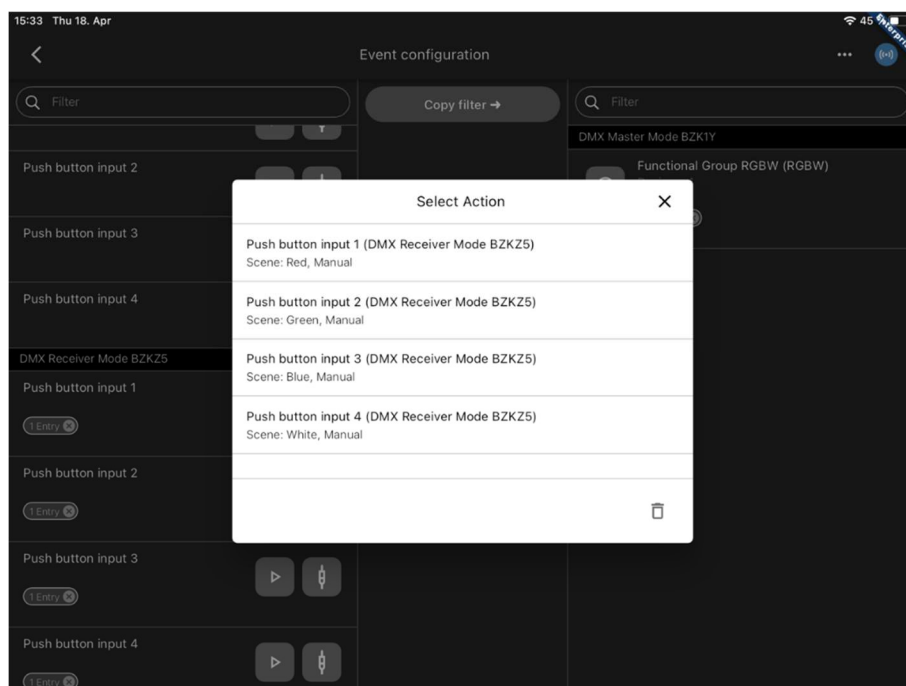 15:33 Thu 18. Apr
45 %
Enterpri
Event configuration
Filter
Copy filter →
Filter
DMX Master Mode BZK1Y
Push button input 2
Functional Group RGBW (RGBW)
Push button input 3
Push button input 4
DMX Receiver Mode BZKZ5
Push button input 1
1 Entry
Push button input 2
1 Entry
Push button input 3
1 Entry
Push button input 4
1 Entry
Select Action
Push button input 1 (DMX Receiver Mode BZKZ5)
Scene: Red, Manual
Push button input 2 (DMX Receiver Mode BZKZ5)
Scene: Green, Manual
Push button input 3 (DMX Receiver Mode BZKZ5)
Scene: Blue, Manual
Push button input 4 (DMX Receiver Mode BZKZ5)
Scene: White, Manual